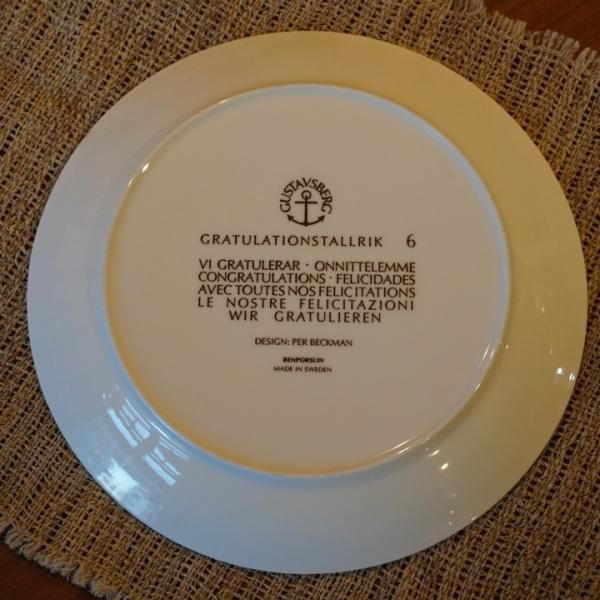 GUSTAVSBERG
GRATULATIONSTALLRIK 6
VI GRATULERAR · ONNITTELEMME
CONGRATULATIONS · FELICIDADES
AVEC TOUTES NOS FELICITATIONS
LE NOSTRE FELICITAZIONI
WIR GRATULIEREN
DESIGN: PER BECKMAN
BENPORSLIN
MADE IN SWEDEN